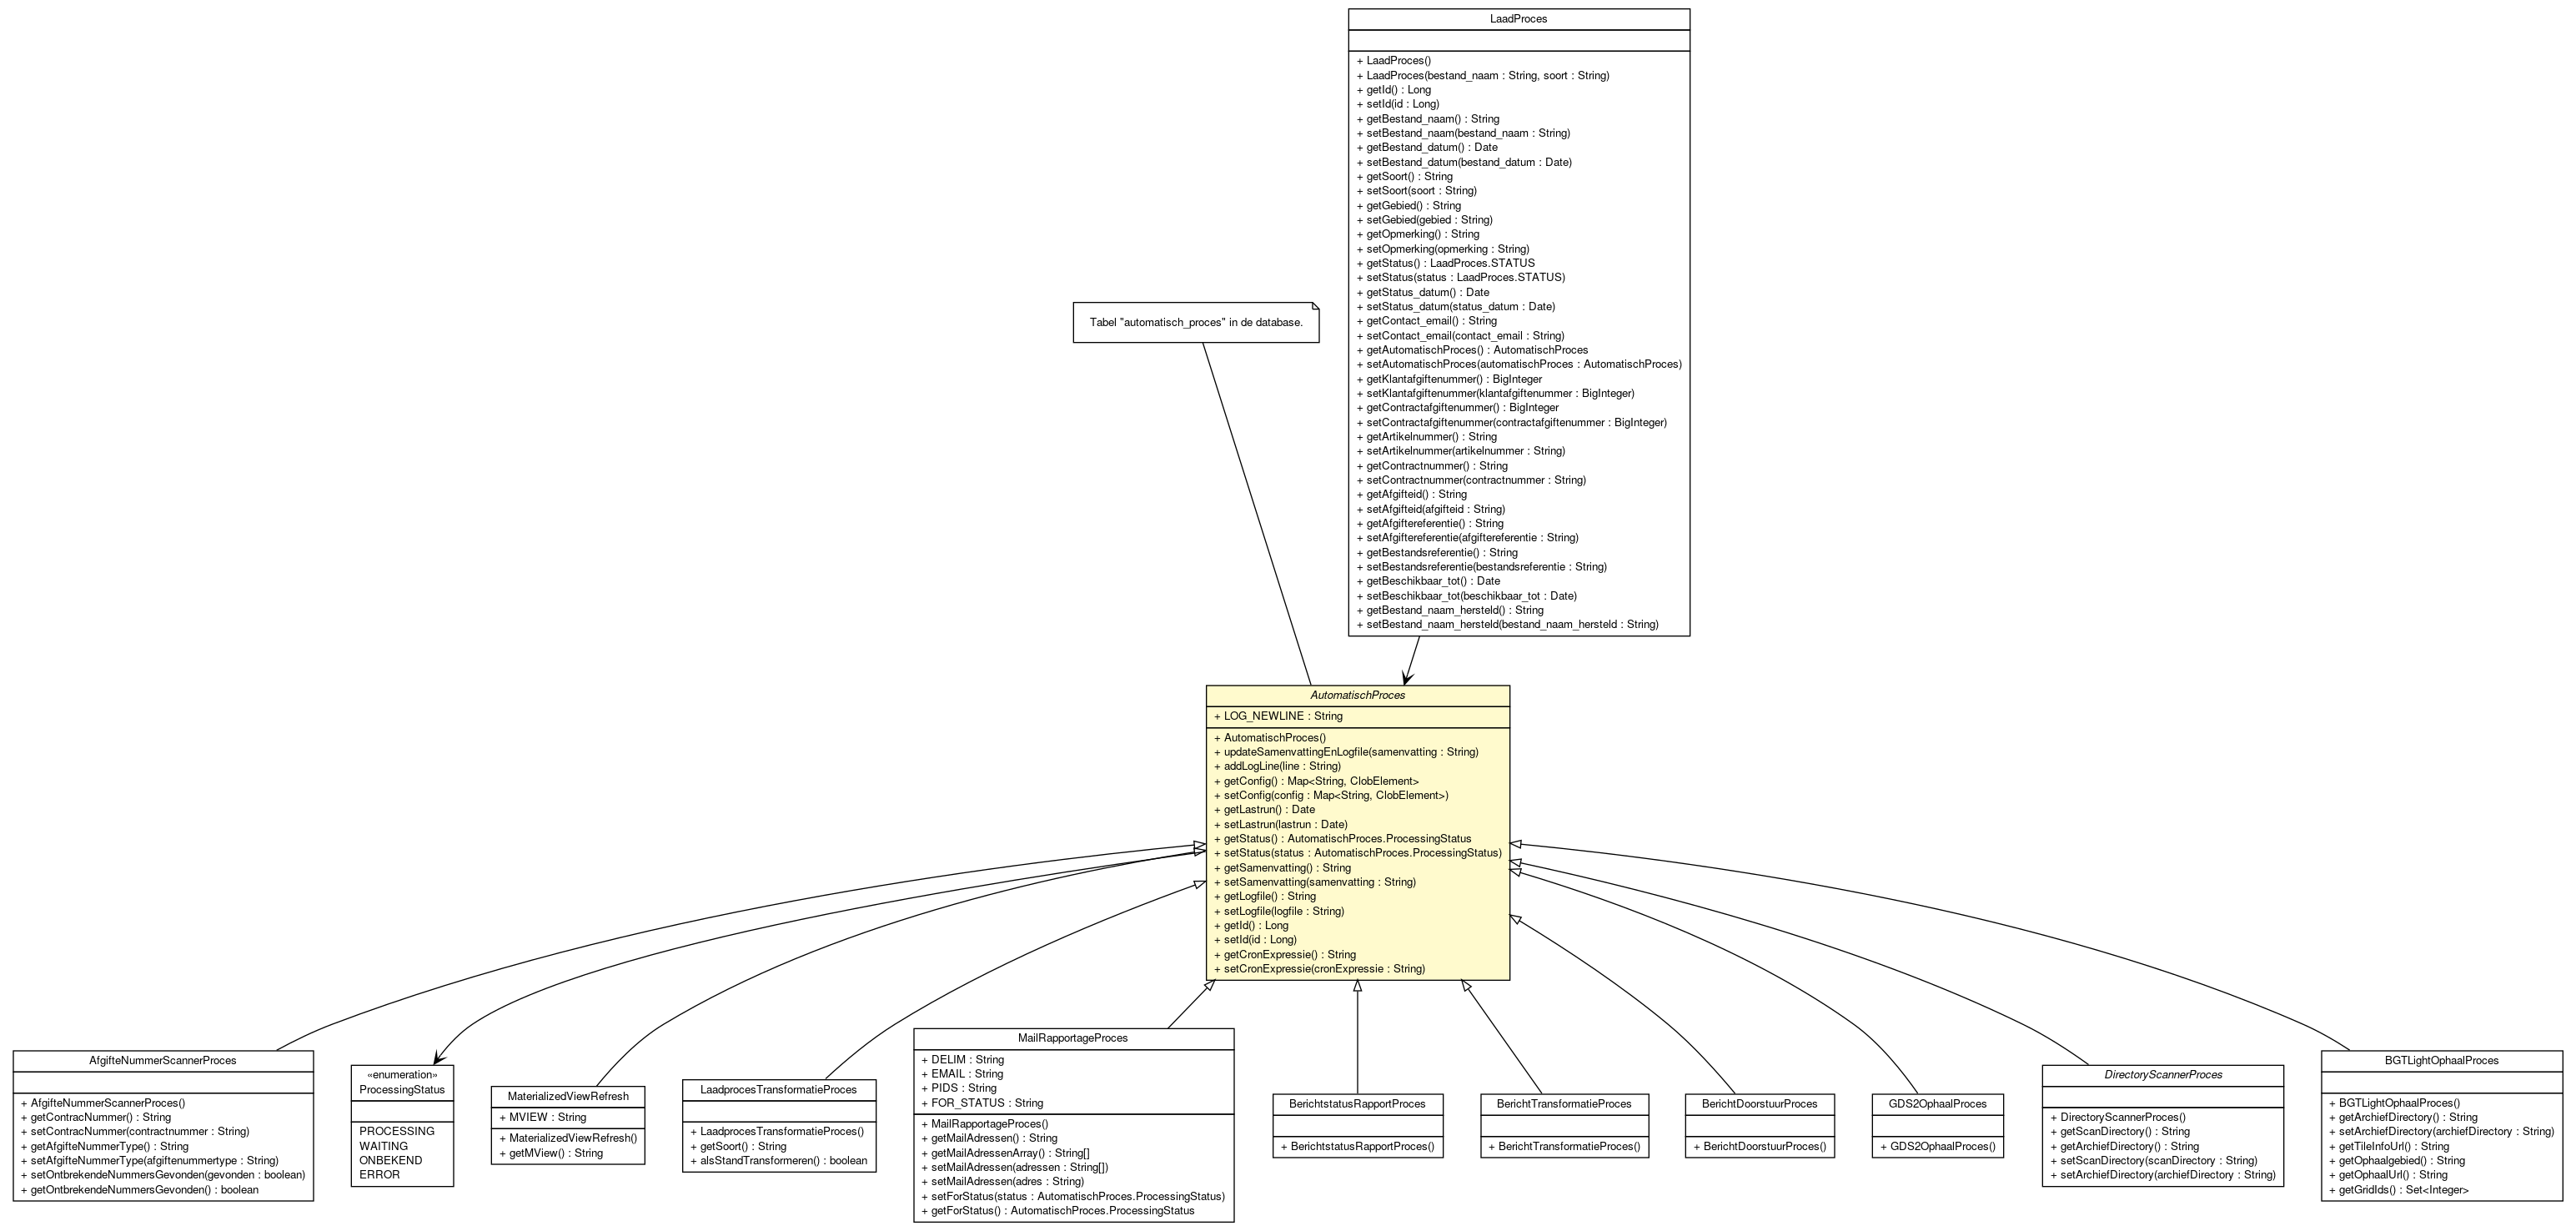 LaadProces
+ LaadProces()
+ LaadProces(bestand_naam : String, soort : String)
+ getId() : Long
+ setId(id : Long)
+ getBestand_naam() : String
+ setBestand_naam(bestand_naam : String)
+ getBestand_datum() : Date
+ setBestand_datum(bestand_datum : Date)
+ getSoort() : String
+ setSoort(soort : String)
+ getGebied() : String
+ setGebied(gebied : String)
+ getOpmerking() : String
+ setOpmerking(opmerking : String)
+ getStatus() : LaadProces.STATUS
+ setStatus(status : LaadProces.STATUS)
+ getStatus_datum() : Date
+ setStatus_datum(status_datum : Date)
+ getContact_email() : String
+ setContact_email(contact_email : String)
+ getAutomatischProces() : AutomatischProces
+ setAutomatischProces(automatischProces : AutomatischProces)
+ getKlantafgiftenummer() : BigInteger
+ setKlantafgiftenummer(klantafgiftenummer : BigInteger)
+ getContractafgiftenummer() : BigInteger
+ setContractafgiftenummer(contractafgiftenummer : BigInteger)
+ getArtikelnummer() : String
+ setArtikelnummer(artikelnummer : String)
+ getContractnummer() : String
+ setContractnummer(contractnummer : String)
+ getAfgifteid() : String
+ setAfgifteid(afgifteid : String)
+ getAfgiftereferentie() : String
+ setAfgiftereferentie(afgiftereferentie : String)
+ getBestandsreferentie() : String
+ setBestandsreferentie(bestandsreferentie : String)
+ getBeschikbaar_tot() : Date
+ setBeschikbaar_tot(beschikbaar_tot : Date)
+ getBestand_naam_hersteld() : String
+ setBestand_naam_hersteld(bestand_naam_hersteld : String)
Tabel "automatisch_proces" in de database.
AutomatischProces
+ LOG_NEWLINE : String
+ AutomatischProces()
+ updateSamenvattingEnLogfile(samenvatting : String)
+ addLogLine(line : String)
+ getConfig() : Map<String, ClobElement>
+ setConfig(config : Map<String, ClobElement>)
+ getLastrun() : Date
+ setLastrun(lastrun : Date)
+ getStatus() : AutomatischProces.ProcessingStatus
+ setStatus(status : AutomatischProces.ProcessingStatus)
+ getSamenvatting() : String
+ setSamenvatting(samenvatting : String)
+ getLogfile() : String
+ setLogfile(logfile : String)
+ getId() : Long
+ setId(id : Long)
+ getCronExpressie() : String
+ setCronExpressie(cronExpressie : String)
AfgifteNummerScannerProces
+ AfgifteNummerScannerProces()
+ getContracNummer() : String
+ setContracNummer(contractnummer : String)
+ getAfgifteNummerType() : String
+ setAfgifteNummerType(afgiftenummertype : String)
+ setOntbrekendeNummersGevonden(gevonden : boolean)
+ getOntbrekendeNummersGevonden() : boolean
«enumeration»
ProcessingStatus
PROCESSING
WAITING
ONBEKEND
ERROR
MaterializedViewRefresh
+ MVIEW : String
+ MaterializedViewRefresh()
+ getMView() : String
LaadprocesTransformatieProces
+ LaadprocesTransformatieProces()
+ getSoort() : String
+ alsStandTransformeren() : boolean
MailRapportageProces
+ DELIM : String
+ EMAIL : String
+ PIDS : String
+ FOR_STATUS : String
+ MailRapportageProces()
+ getMailAdressen() : String
+ getMailAdressenArray() : String[]
+ setMailAdressen(adressen : String[])
+ setMailAdressen(adres : String)
+ setForStatus(status : AutomatischProces.ProcessingStatus)
+ getForStatus() : AutomatischProces.ProcessingStatus
BerichtstatusRapportProces
+ BerichtstatusRapportProces()
BerichtTransformatieProces
+ BerichtTransformatieProces()
BerichtDoorstuurProces
+ BerichtDoorstuurProces()
GDS2OphaalProces
+ GDS2OphaalProces()
DirectoryScannerProces
+ DirectoryScannerProces()
+ getScanDirectory() : String
+ getArchiefDirectory() : String
+ setScanDirectory(scanDirectory : String)
+ setArchiefDirectory(archiefDirectory : String)
BGTLightOphaalProces
+ BGTLightOphaalProces()
+ getArchiefDirectory() : String
+ setArchiefDirectory(archiefDirectory : String)
+ getTileInfoUrl() : String
+ getOphaalgebied() : String
+ getOphaalUrl() : String
+ getGridIds() : Set<Integer>